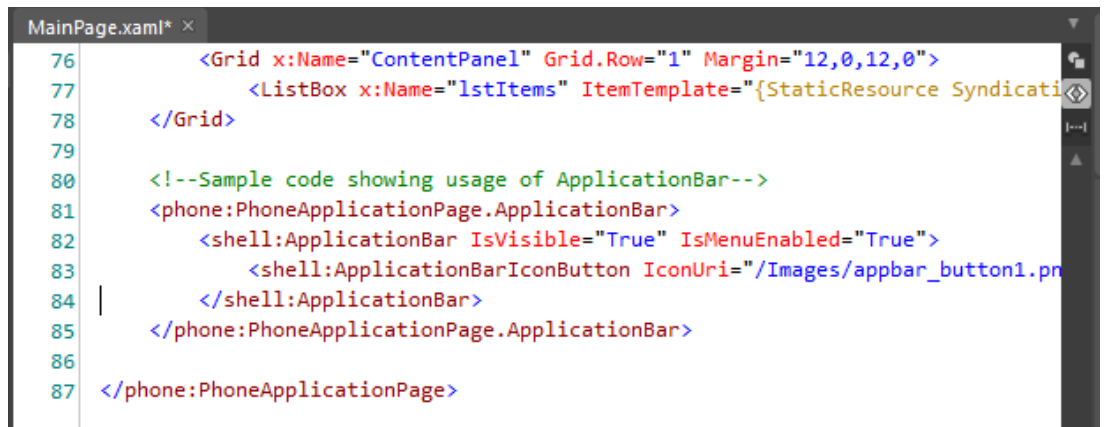 MainPage.xaml*
76 <Grid x:Name="ContentPanel" Grid.Row="1" Margin="12,0,12,0">
77 <ListBox x:Name="lstItems" ItemTemplate="{StaticResource Syndicati
78 </Grid>
79
80 <!--Sample code showing usage of ApplicationBar-->
81 <phone:PhoneApplicationPage.ApplicationBar>
82 <shell:ApplicationBar IsVisible="True" IsMenuEnabled="True">
83 <shell:ApplicationBarIconButton IconUri="/Images/appbar_button1.pn
84 </shell:ApplicationBar>
85 </phone:PhoneApplicationPage.ApplicationBar>
86
87 </phone:PhoneApplicationPage>